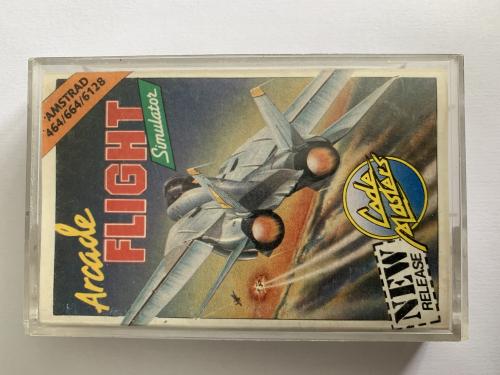 AMSTRAD
464/664/6128
Arcade
FLIGHT
Simulator
Code
Masters
NEW
RELEASE